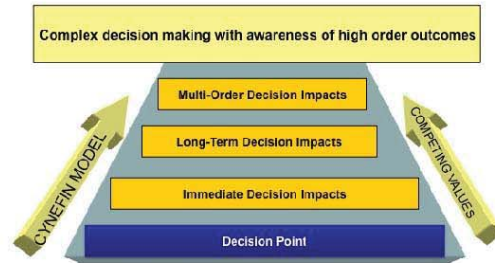 Complex decision making with awareness of high order outcomes
Multi-Order Decision Impacts
Long-Term Decision Impacts
Immediate Decision Impacts
Decision Point
CYNEFIN MODEL
COMPETING VALUES